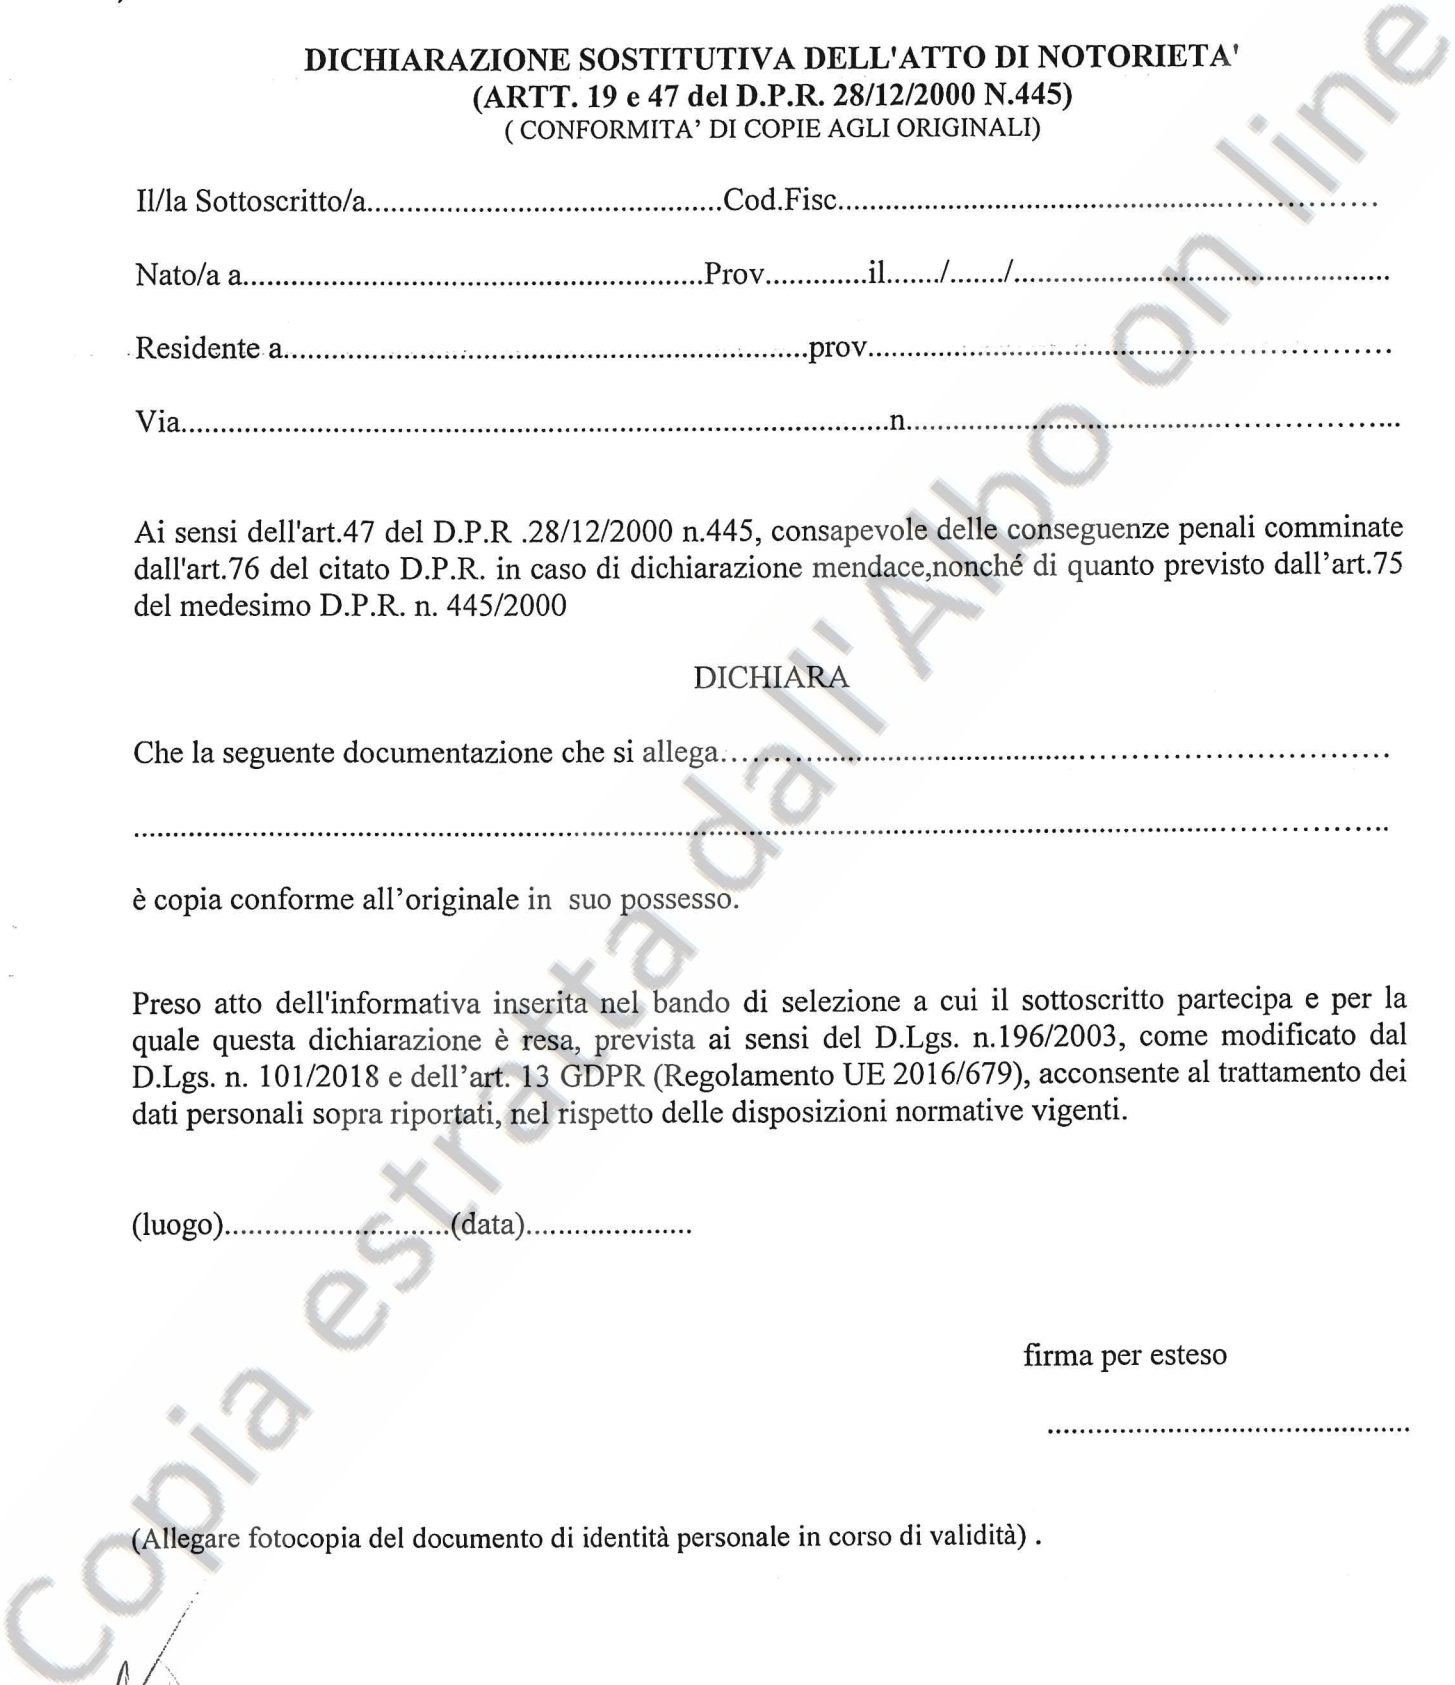 DICHIARAZIONE SOSTITUTIVA DELL'ATTO DI NOTORIETA'
(ARTT. 19 e 47 del D.P.R. 28/12/2000 N.445)
( CONFORMITA’ DI COPIE AGLI ORIGINALI)
Il/la Sottoscritto/a............................................Cod.Fisc....................................................................
Nato/a a.........................................................Prov.............il......./......./...............................................
Residente a.................................................................prov.................................................................
Via........................................................................................n.............................................................
Ai sensi dell'art.47 del D.P.R .28/12/2000 n.445, consapevole delle conseguenze penali comminate
dall'art.76 del citato D.P.R. in caso di dichiarazione mendace,nonché di quanto previsto dall’art.75
del medesimo D.P.R. n. 445/2000
DICHIARA
Che la seguente documentazione che si allega....................................................................................
............................................................................................................................................................
è copia conforme all’originale in suo possesso.
Preso atto dell'informativa inserita nel bando di selezione a cui il sottoscritto partecipa e per la
quale questa dichiarazione è resa, prevista ai sensi del D.Lgs. n.196/2003, come modificato dal
D.Lgs. n. 101/2018 e dell’art. 13 GDPR (Regolamento UE 2016/679), acconsente al trattamento dei
dati personali sopra riportati, nel rispetto delle disposizioni normative vigenti.
(luogo)............................(data).....................
firma per esteso
.............................................
(Allegare fotocopia del documento di identità personale in corso di validità) .
Copia estratta dall'Albo on line